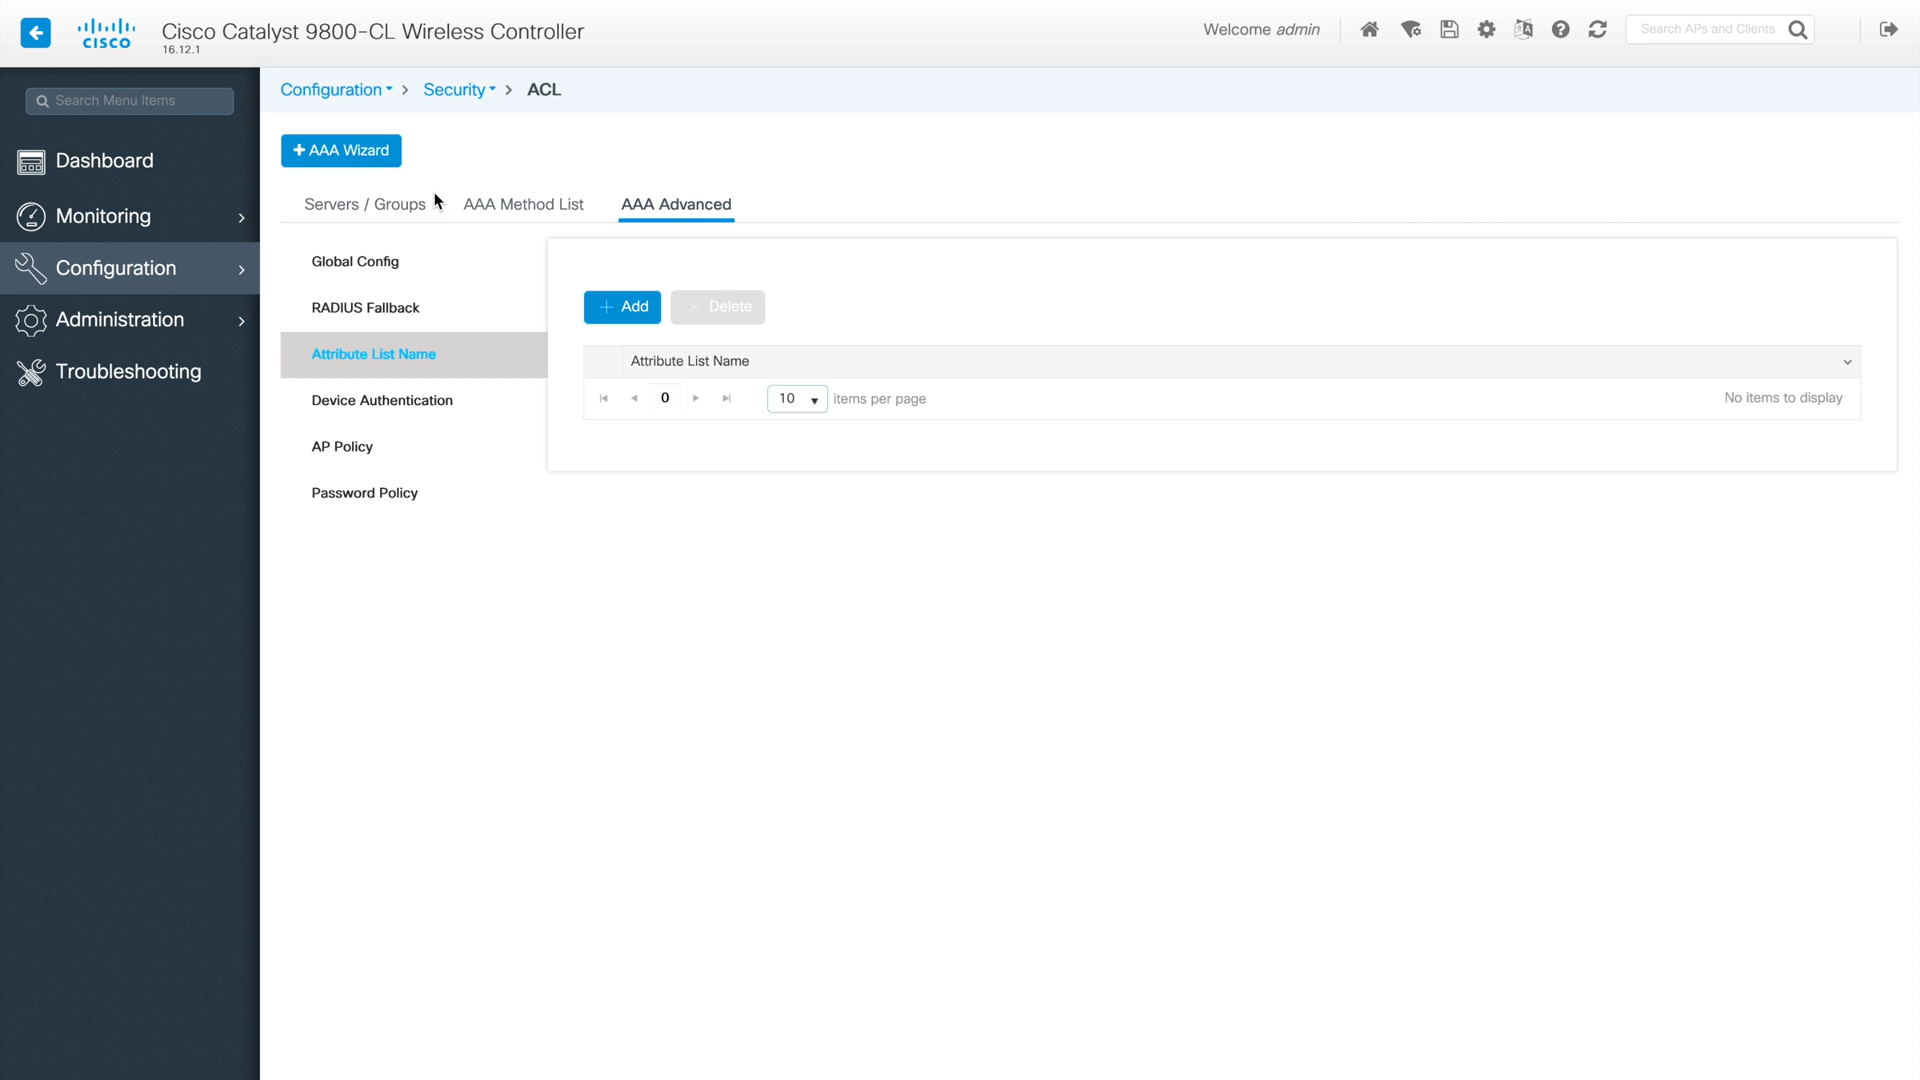 CISCO
Cisco Catalyst 9800-CL Wireless Controller
16.12.1
Welcome admin
Search APs and Clients
Search Menu Items
Dashboard
Monitoring
Configuration
Administration
Troubleshooting
Configuration > Security > ACL
+ AAA Wizard
Servers / Groups
AAA Method List
AAA Advanced
Global Config
RADIUS Fallback
Attribute List Name
Device Authentication
AP Policy
Password Policy
+ Add
× Delete
Attribute List Name
0
10
items per page
No items to display